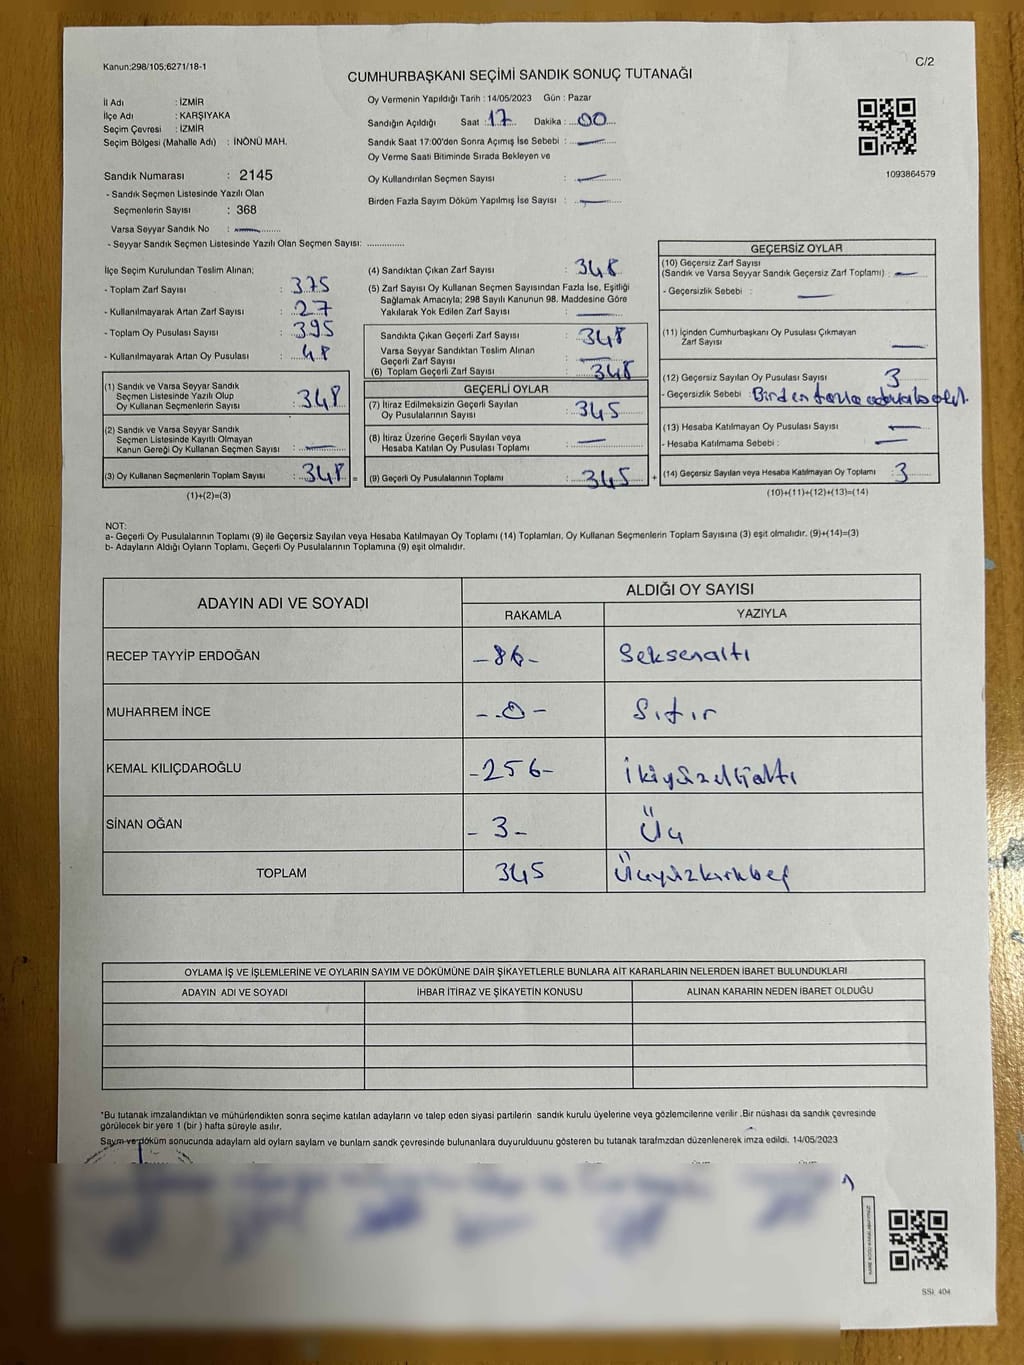 Kanun:298/105;6271/18-1
C/2
CUMHURBAŞKANI SEÇİMİ SANDIK SONUÇ TUTANAĞI
İl Adı : İZMİR
İlçe Adı : KARŞIYAKA
Seçim Çevresi : İZMİR
Seçim Bölgesi (Mahalle Adı) : İNÖNÜ MAH.
Sandık Numarası : 2145
- Sandık Seçmen Listesinde Yazılı Olan
Seçmenlerin Sayısı : 368
Varsa Seyyar Sandık No : —
- Seyyar Sandık Seçmen Listesinde Yazılı Olan Seçmen Sayısı: ..............
Oy Vermenin Yapıldığı Tarih : 14/05/2023 Gün : Pazar
Sandığın Açıldığı Saat : 17 Dakika : 00
Sandık Saat 17:00'den Sonra Açımış İse Sebebi : —
Oy Verme Saati Bitiminde Sırada Bekleyen ve
Oy Kullandırılan Seçmen Sayısı : —
Birden Fazla Sayım Döküm Yapılmış İse Sayısı : —
1093864579
İlçe Seçim Kurulundan Teslim Alınan;
- Toplam Zarf Sayısı : 375
- Kullanılmayarak Artan Zarf Sayısı : 27
- Toplam Oy Pusulası Sayısı : 395
- Kullanılmayarak Artan Oy Pusulası : 48
(1) Sandık ve Varsa Seyyar Sandık
Seçmen Listesinde Yazılı Olup
Oy Kullanan Seçmenlerin Sayısı : 348
(2) Sandık ve Varsa Seyyar Sandık
Seçmen Listesinde Kayıtlı Olmayan
Kanun Gereği Oy Kullanan Seçmen Sayısı : —
(3) Oy Kullanan Seçmenlerin Toplam Sayısı : 348 =
(1)+(2)=(3)
(4) Sandıktan Çıkan Zarf Sayısı : 348
(5) Zarf Sayısı Oy Kullanan Seçmen Sayısından Fazla İse, Eşitliği
Sağlamak Amacıyla; 298 Sayılı Kanunun 98. Maddesine Göre
Yakılarak Yok Edilen Zarf Sayısı : —
Sandıkta Çıkan Geçerli Zarf Sayısı : 348
Varsa Seyyar Sandıktan Teslim Alınan
Geçerli Zarf Sayısı : —
(6) Toplam Geçerli Zarf Sayısı : 348
GEÇERLİ OYLAR
(7) İtiraz Edilmeksizin Geçerli Sayılan
Oy Pusulalarının Sayısı : 345
(8) İtiraz Üzerine Geçerli Sayılan veya
Hesaba Katılan Oy Pusulası Toplamı : —
(9) Geçerli Oy Pusulalarının Toplamı : 345 +
GEÇERSİZ OYLAR
(10) Geçersiz Zarf Sayısı
(Sandık ve Varsa Seyyar Sandık Geçersiz Zarf Toplamı) : —
- Geçersizlik Sebebi : —
(11) İçinden Cumhurbaşkanı Oy Pusulası Çıkmayan
Zarf Sayısı —
(12) Geçersiz Sayılan Oy Pusulası Sayısı : 3
- Geçersizlik Sebebi : Birden fazla
(13) Hesaba Katılmayan Oy Pusulası Sayısı : —
- Hesaba Katılmama Sebebi : —
(14) Geçersiz Sayılan veya Hesaba Katılmayan Oy Toplamı : 3
(10)+(11)+(12)+(13)=(14)
NOT:
a- Geçerli Oy Pusulalarının Toplamı (9) ile Geçersiz Sayılan veya Hesaba Katılmayan Oy Toplamı (14) Toplamları, Oy Kullanan Seçmenlerin Toplam Sayısına (3) eşit olmalıdır. (9)+(14)=(3)
b- Adayların Aldığı Oyların Toplamı, Geçerli Oy Pusulalarının Toplamına (9) eşit olmalıdır.
ADAYIN ADI VE SOYADI
ALDIĞI OY SAYISI
RAKAMLA YAZIYLA
RECEP TAYYİP ERDOĞAN -86- Seksenaltı
MUHARREM İNCE -0- Sıfır
KEMAL KILIÇDAROĞLU -256- İkiyüzelliAltı
SİNAN OĞAN -3- Üç
TOPLAM 345 Üçyüzkırkbeş
OYLAMA İŞ VE İŞLEMLERİNE VE OYLARIN SAYIM VE DÖKÜMÜNE DAİR ŞİKAYETLERLE BUNLARA AİT KARARLARIN NELERDEN İBARET BULUNDUKLARI
ADAYIN ADI VE SOYADI İHBAR İTİRAZ VE ŞİKAYETİN KONUSU ALINAN KARARIN NEDEN İBARET OLDUĞU
*Bu tutanak imzalandıktan ve mühürlendikten sonra seçime katılan adayların ve talep eden siyasi partilerin sandık kurulu üyelerine veya gözlemcilerine verilir .Bir nüshası da sandık çevresinde
görülecek bir yere 1 (bir ) hafta süreyle asılır.
Sayım ve döküm sonucunda adayların ald oyların sayılam ve bunlarn sandk çevresinde bulunanlara duyurulduunu gösteren bu tutanak tarafmzdan düzenlenerek imza edildi. 14/05/2023
SSI_404